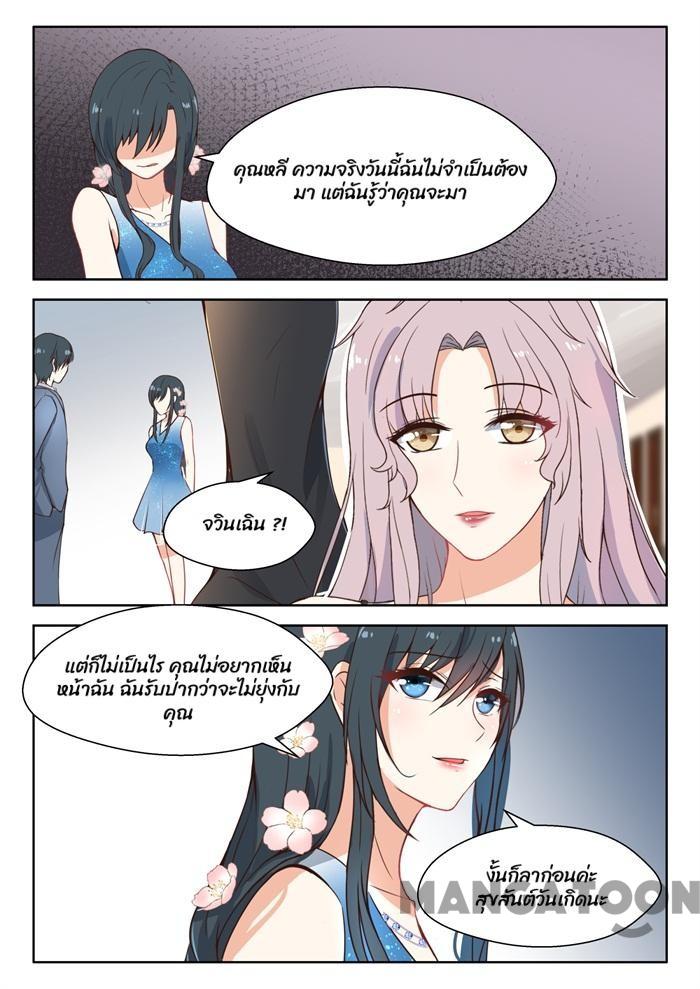 คุณหลี ความจริงวันนี้ฉันไม่จำเป็นต้อง
มา แต่ฉันรู้ว่าคุณจะมา
จวินเฉิน ?!
แต่ก็ไม่เป็นไร คุณไม่อยากเห็น
หน้าฉัน ฉันรับปากว่าจะไม่ยุ่งกับ
คุณ
งั้นก็ลาก่อนค่ะ
สุขสันต์วันเกิดนะ
MANGATOON